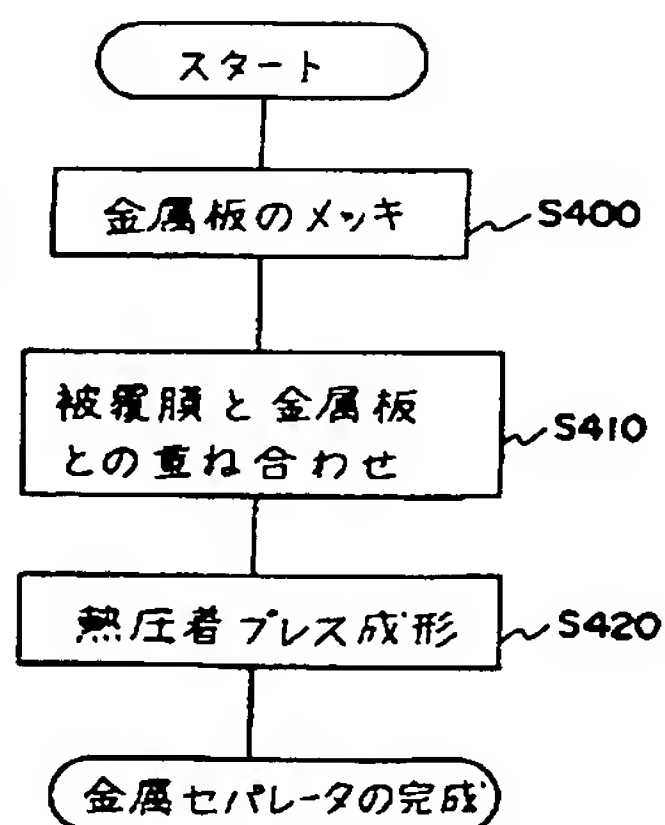 スタート
金属板のメッキ
S400
被覆膜と金属板
との重ね合わせ
S410
熱圧着プレス成形
S420
金属セパレータの完成